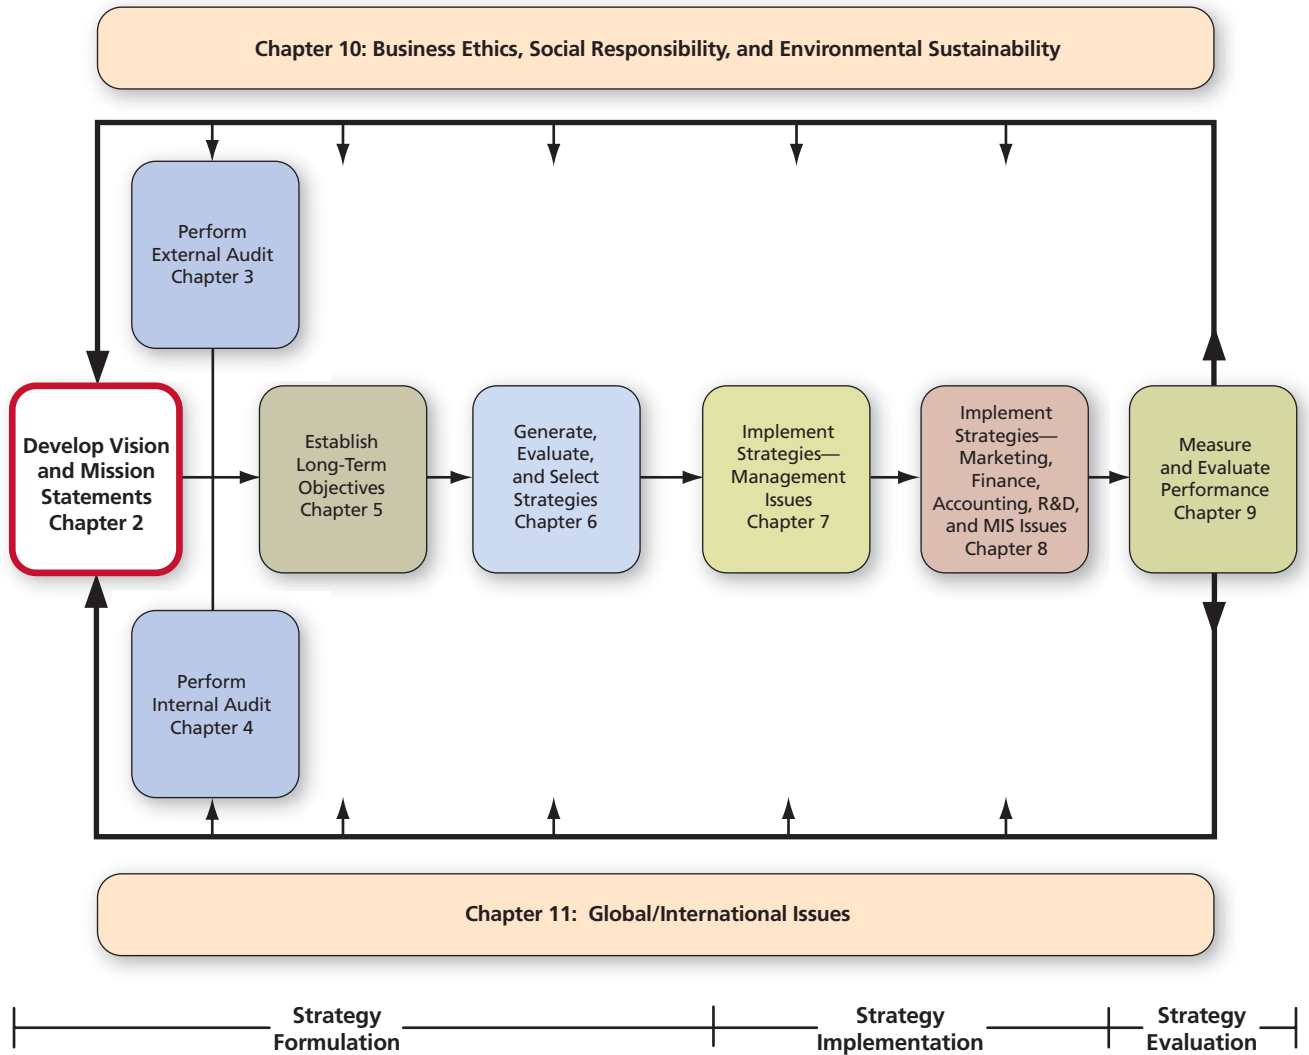 Chapter 10: Business Ethics, Social Responsibility, and Environmental Sustainability
Perform
External Audit
Chapter 3
Develop Vision
and Mission
Statements
Chapter 2
Establish
Long-Term
Objectives
Chapter 5
Generate,
Evaluate,
and Select
Strategies
Chapter 6
Implement
Strategies—
Management
Issues
Chapter 7
Implement
Strategies—
Marketing,
Finance,
Accounting, R&D,
and MIS Issues
Chapter 8
Measure
and Evaluate
Performance
Chapter 9
Perform
Internal Audit
Chapter 4
Chapter 11: Global/International Issues
Strategy
Formulation
Strategy
Implementation
Strategy
Evaluation